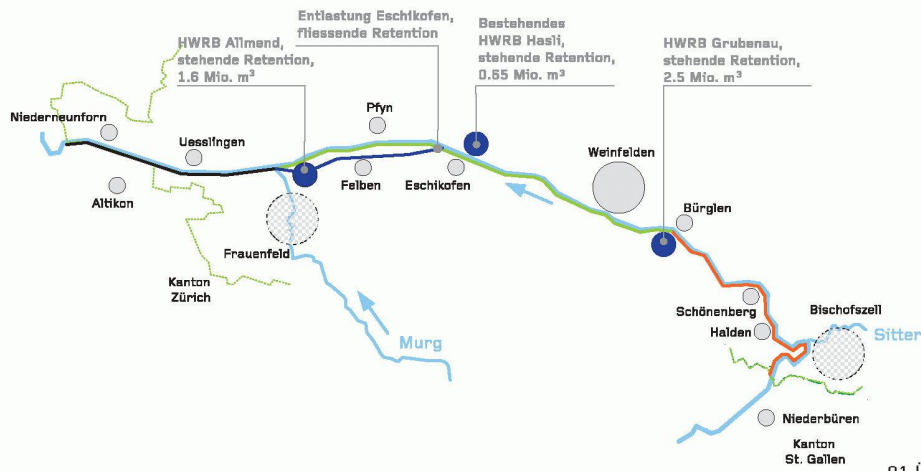 Entlastung Eschikofen,
fliessende Retention
HWRB Allmend,
stehende Retention,
1.6 Mio. m³
Bestehendes
HWRB Hasli,
stehende Retention,
0.65 Mio. m³
HWRB Grubenau,
stehende Retention,
2.5 Mio. m³
Niederneunforn
Uesslingen
Pfyn
Altikon
Felben
Eschikofen
Weinfelden
Bürglen
Frauenfeld
Kanton
Zürich
Murg
Schönenberg
Halden
Bischofszell
Sitter
Niederbüren
Kanton
St. Gallen